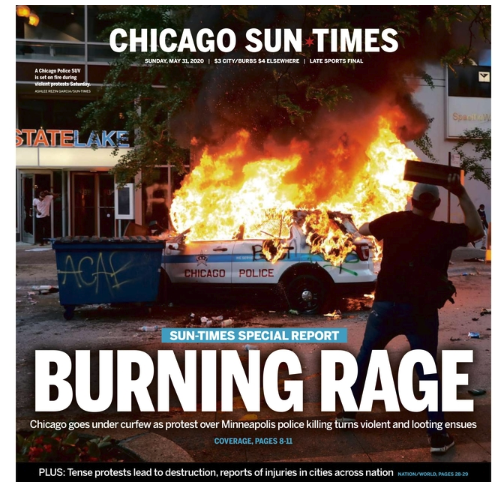 CHICAGO SUN★TIMES
SUNDAY, MAY 31, 2020 | $3 CITY/BURBS $4 ELSEWHERE | LATE SPORTS FINAL
A Chicago Police SUV
is set on fire during
violent protests Saturday.
ASHLEE REZIN GARCIA/SUN-TIMES
STATELAKE
ACAB
CHICAGO POLICE
SUN-TIMES SPECIAL REPORT
BURNING RAGE
Chicago goes under curfew as protest over Minneapolis police killing turns violent and looting ensues
COVERAGE, PAGES 8-11
PLUS: Tense protests lead to destruction, reports of injuries in cities across nation NATION/WORLD, PAGES 28-29